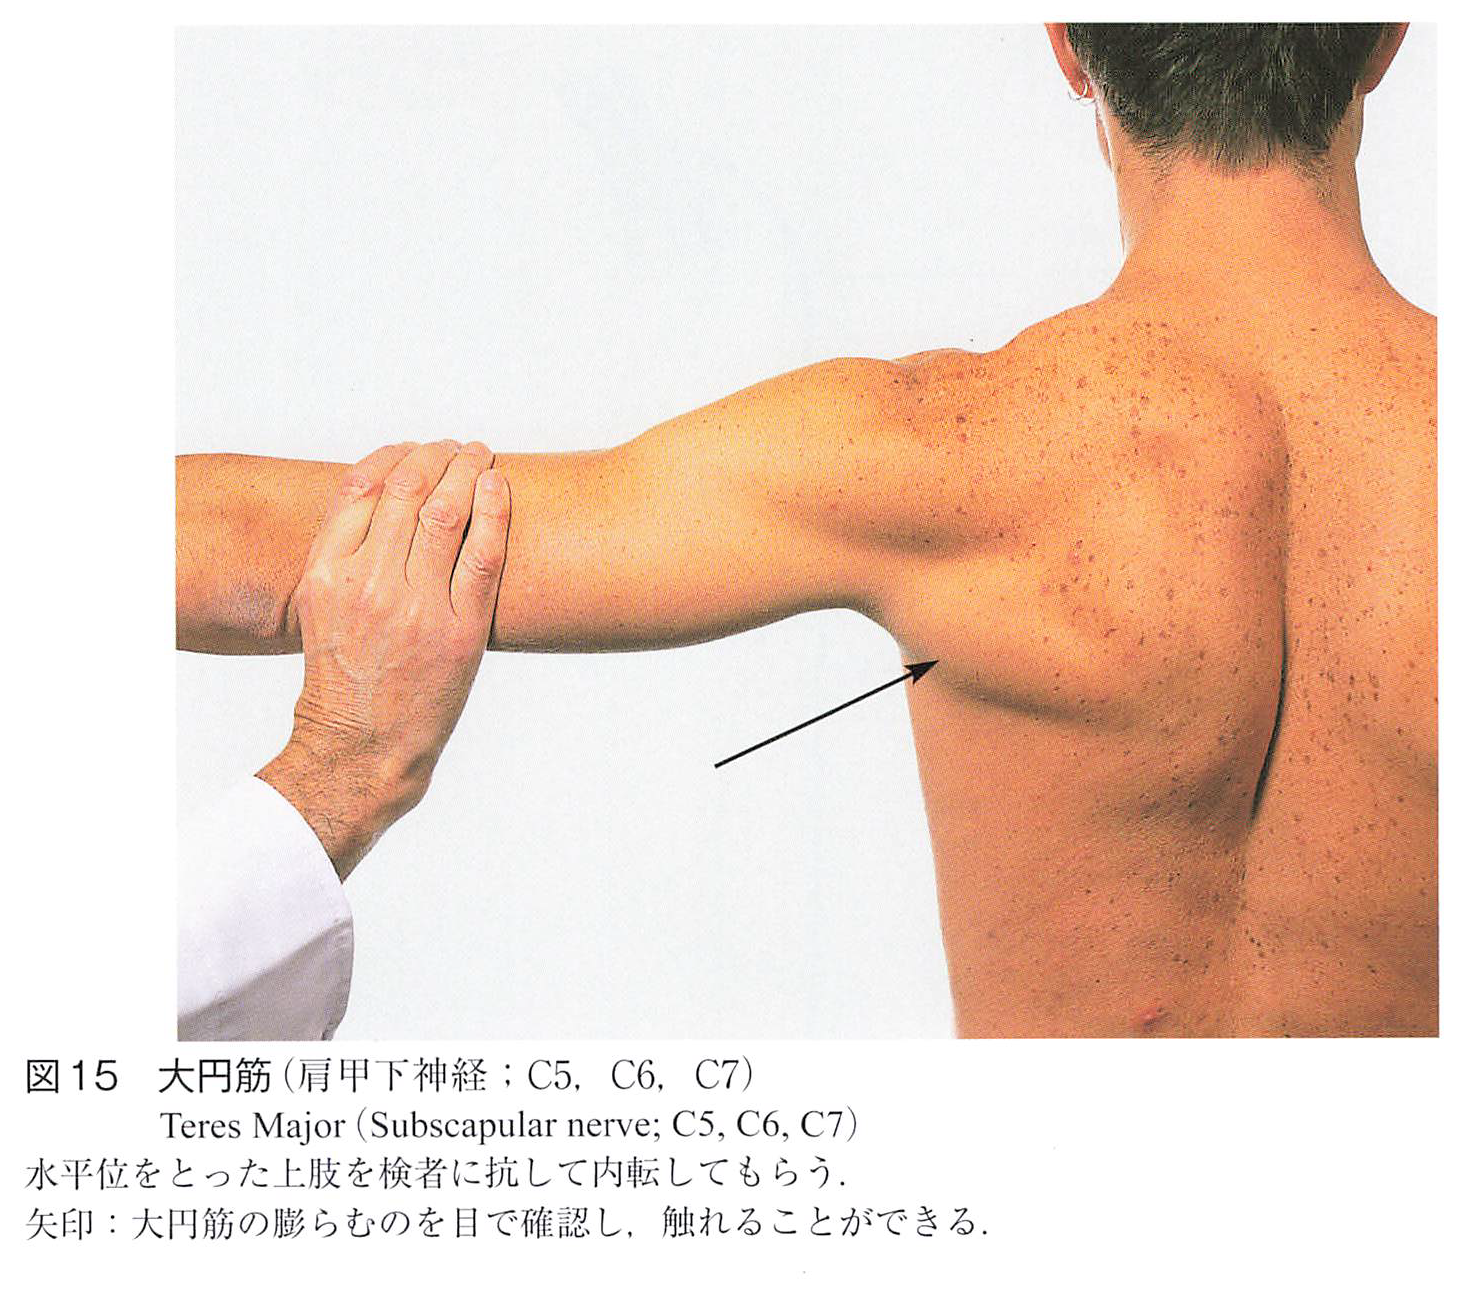 図15 大円筋(肩甲下神経;C5, C6, C7)
Teres Major (Subscapular nerve; C5, C6, C7)
水平位をとった上肢を検者に抗して内転してもらう.
矢印:大円筋の膨らむのを目で確認し,触れることができる.